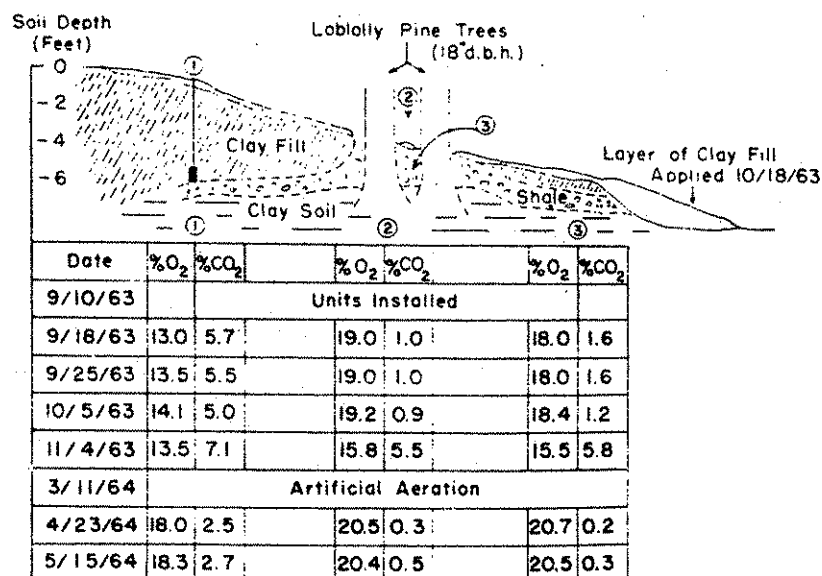 Soil Depth
(Feet)
Loblolly Pine Trees
(18"d.b.h.)
0
-2
-4
-6
①
②
③
Clay Fill
Clay Soil
Shale
Layer of Clay Fill
Applied 10/18/63
① ② ③
Date %O₂ %CO₂ %O₂ %CO₂ %O₂ %CO₂
9/10/63 Units Installed
9/18/63 13.0 5.7 19.0 1.0 18.0 1.6
9/25/63 13.5 5.5 19.0 1.0 18.0 1.6
10/5/63 14.1 5.0 19.2 0.9 18.4 1.2
11/4/63 13.5 7.1 15.8 5.5 15.5 5.8
3/11/64 Artificial Aeration
4/23/64 18.0 2.5 20.5 0.3 20.7 0.2
5/15/64 18.3 2.7 20.4 0.5 20.5 0.3